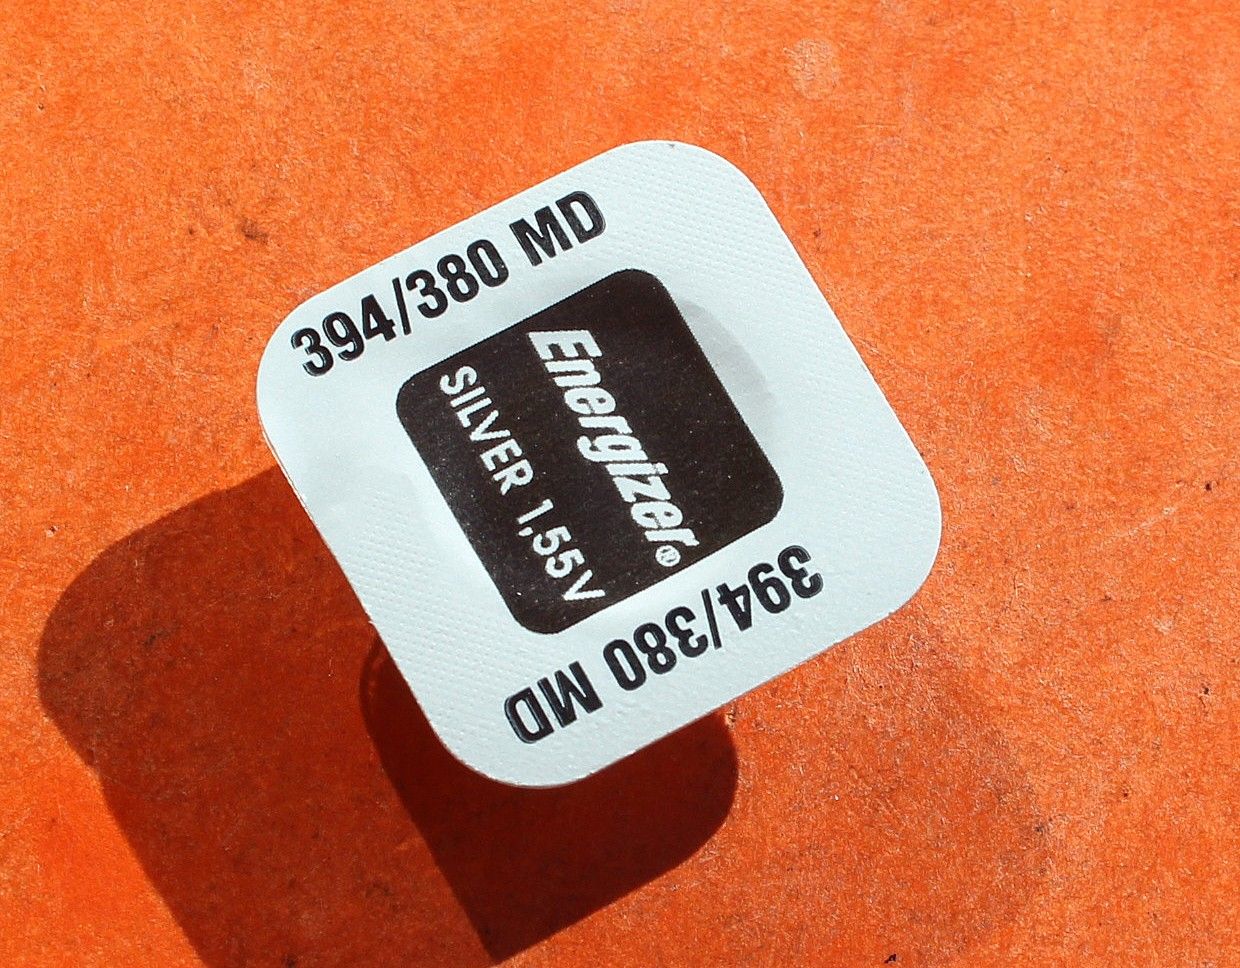 394/380 MD
Energizer®
SILVER 1,55V
394/380 MD